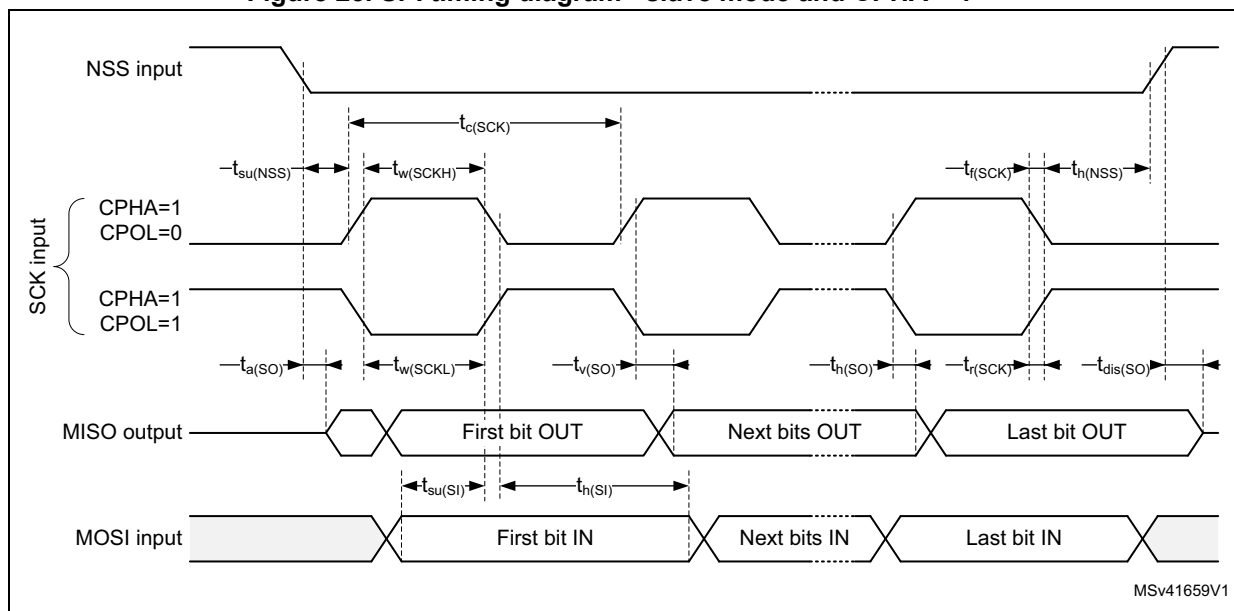 NSS input
tc(SCK)
tsu(NSS)
tw(SCKH)
tf(SCK)
th(NSS)
SCK input
CPHA=1
CPOL=0
CPHA=1
CPOL=1
ta(SO)
tw(SCKL)
tv(SO)
th(SO)
tr(SCK)
tdis(SO)
MISO output
First bit OUT
Next bits OUT
Last bit OUT
tsu(SI)
th(SI)
MOSI input
First bit IN
Next bits IN
Last bit IN
MSv41659V1